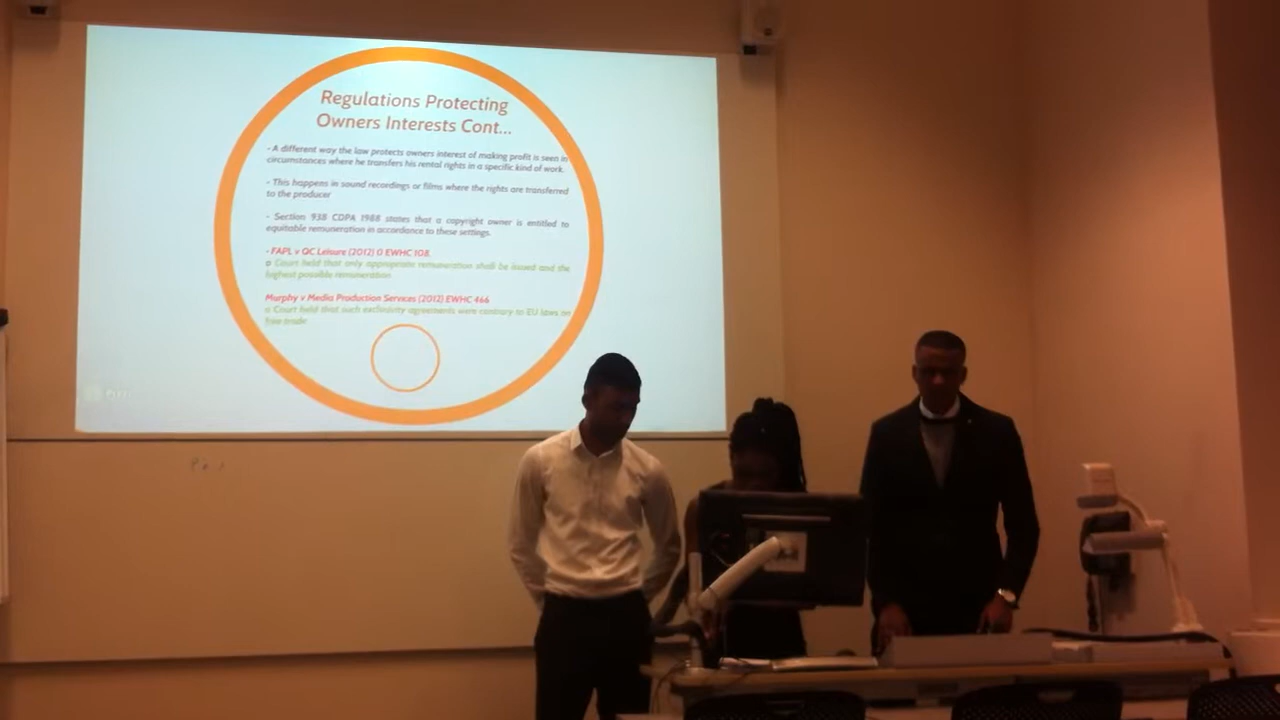 Regulations Protecting
Owners Interests Cont...
- A different way the law protects owners interest of making profit is seen in
circumstances where he transfers his rental rights in a specific kind of work.
- This happens in sound recordings or films where the rights are transferred
to the producer
- Section 93B CDPA 1988 states that a copyright owner is entitled to
equitable remuneration in accordance to these settings.
- FAPL v QC Leisure (2012) 0 EWHC 108.
o Court held that only appropriate remuneration shall be issued and the
highest possible remuneration
Murphy v Media Production Services (2012) EWHC 466
o Court held that such exclusivity agreements were contrary to EU laws on
free trade